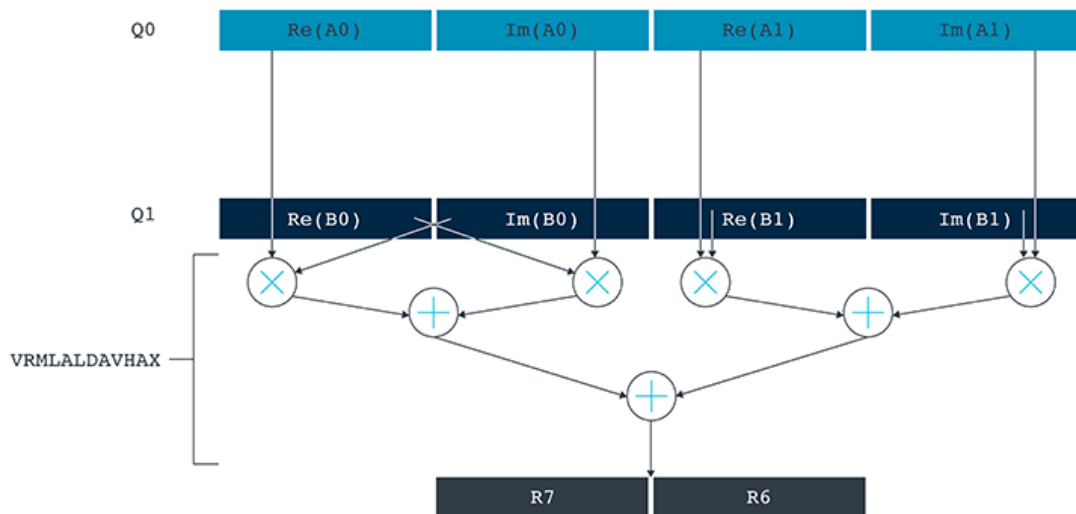 Q0 Re(A0) Im(A0) Re(A1) Im(A1)
Q1 Re(B0) Im(B0) Re(B1) Im(B1)
VRMLALDAVHAX
R7 R6